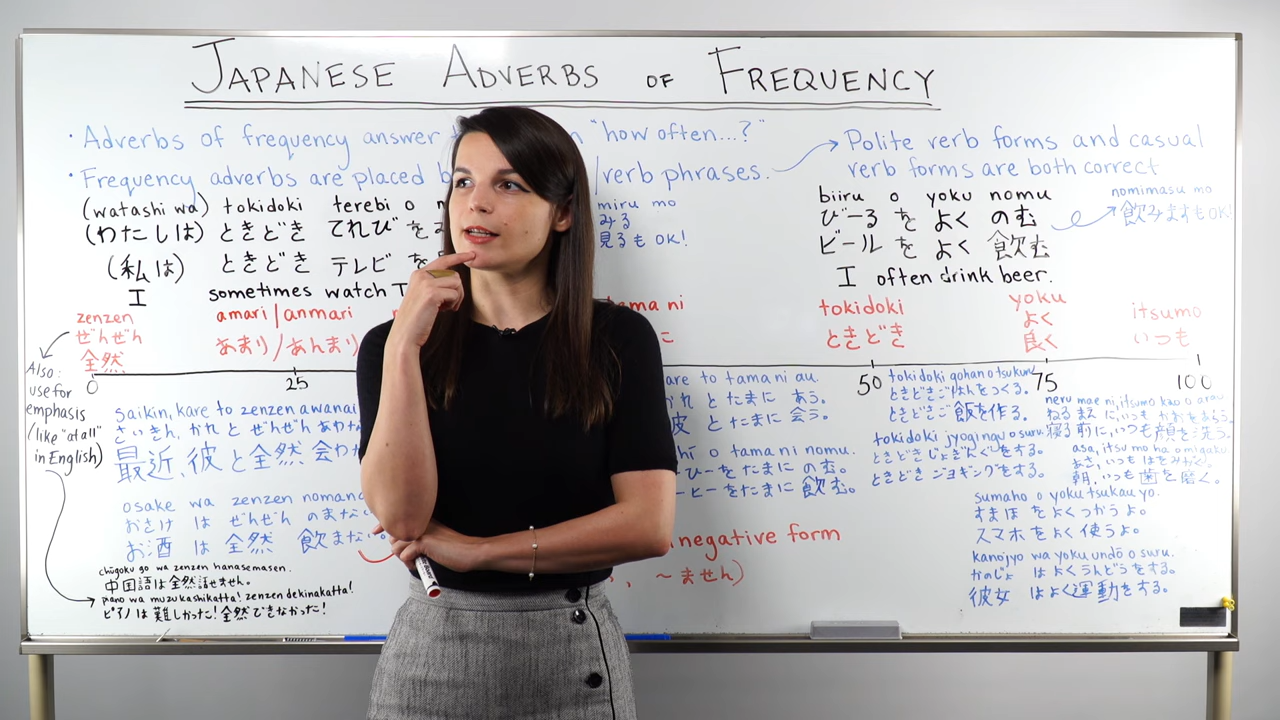 JAPANESE ADVERBS OF FREQUENCY
· Adverbs of frequency answer "how often...?"
· Frequency adverbs are placed /verb phrases.
Polite verb forms and casual
verb forms are both correct
(watashi wa) tokidoki terebi o
(わたしは) ときどき てれび を
(私は) ときどき テレビ を
I sometimes watch
miru mo
みる
見るもOK!
biiru o yoku nomu
びーる を よく のむ
ビール を よく 飲む
I often drink beer.
nomimasu mo
飲みますもOK!
zenzen
ぜんぜん
全然
amari/anmari
あまり/あんまり
tama ni
に
tokidoki
ときどき
yoku
よく
良く
itsumo
いつも
0 25 50 75 100
Also:
use for
emphasis
(like "at all"
in English)
saikin, kare to zenzen awanai
さいきん, かれ と ぜんぜん あわな
最近、彼 と 全然 会わ
osake wa zenzen nomana
おさけ は ぜんぜん のまな
お酒 は 全然 飲まな
chūgoku go wa zenzen hanasemasen.
中国語は全然話せません。
piano wa muzukashikatta! zenzen dekinakatta!
ピアノ は 難しかった! 全然できなかった!
are to tama ni au.
れ と たまに あう。
彼 と たまに 会う。
hī o tama ni nomu.
ーひーを たまに のむ。
ーヒーを たまに 飲む。
negative form
、～ません)
tokidoki gohan o tsukuru
ときどきごはんをつくる。
ときどきご飯を作る。
tokidoki jyogingu o suru.
ときどきじょぎんぐをする。
ときどきジョギングをする。
neru mae ni, itsumo kao o arau.
ねる まえ に, いつも かおをあらう。
寝る前に, いつも顔を洗う。
asa, itsumo ha o migaku.
あさ, いつも はをみがく。
朝, いつも 歯を磨く。
sumaho o yoku tsukau yo.
すまほ をよくつかうよ。
スマホをよく使うよ。
kanojyo wa yoku undō o suru.
かのじょ はよくうんどうをする。
彼女 はよく運動をする。